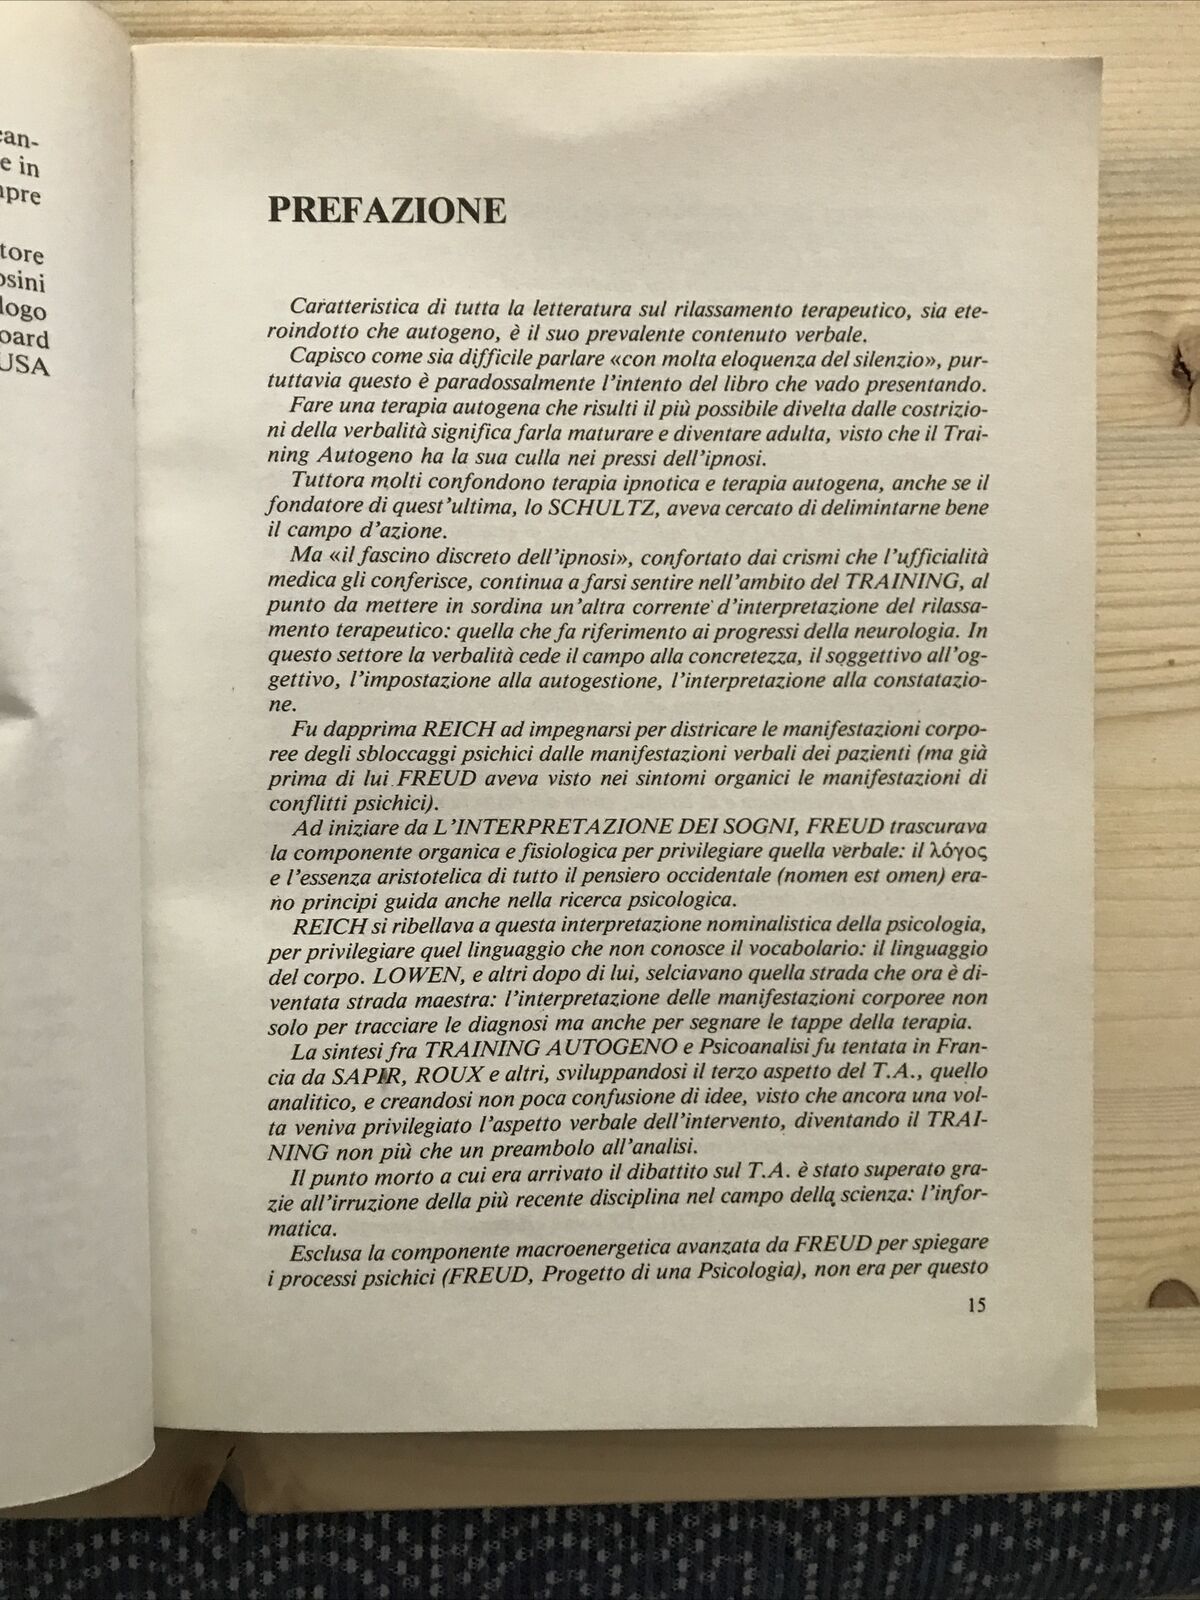 can-
e in
mpre
tore
osini
logo
oard
USA
PREFAZIONE
Caratteristica di tutta la letteratura sul rilassamento terapeutico, sia ete-
roindotto che autogeno, è il suo prevalente contenuto verbale.
Capisco come sia difficile parlare «con molta eloquenza del silenzio», pur-
tuttavia questo è paradossalmente l'intento del libro che vado presentando.
Fare una terapia autogena che risulti il più possibile divelta dalle costrizio-
ni della verbalità significa farla maturare e diventare adulta, visto che il Trai-
ning Autogeno ha la sua culla nei pressi dell'ipnosi.
Tuttora molti confondono terapia ipnotica e terapia autogena, anche se il
fondatore di quest'ultima, lo SCHULTZ, aveva cercato di delimintarne bene
il campo d'azione.
Ma «il fascino discreto dell'ipnosi», confortato dai crismi che l'ufficialità
medica gli conferisce, continua a farsi sentire nell'ambito del TRAINING, al
punto da mettere in sordina un'altra corrente d'interpretazione del rilassa-
mento terapeutico: quella che fa riferimento ai progressi della neurologia. In
questo settore la verbalità cede il campo alla concretezza, il soggettivo all'og-
gettivo, l'impostazione alla autogestione, l'interpretazione alla constatazio-
ne.
Fu dapprima REICH ad impegnarsi per districare le manifestazioni corpo-
ree degli sbloccaggi psichici dalle manifestazioni verbali dei pazienti (ma già
prima di lui FREUD aveva visto nei sintomi organici le manifestazioni di
conflitti psichici).
Ad iniziare da L'INTERPRETAZIONE DEI SOGNI, FREUD trascurava
la componente organica e fisiologica per privilegiare quella verbale: il λόγος
e l'essenza aristotelica di tutto il pensiero occidentale (nomen est omen) era-
no principi guida anche nella ricerca psicologica.
REICH si ribellava a questa interpretazione nominalistica della psicologia,
per privilegiare quel linguaggio che non conosce il vocabolario: il linguaggio
del corpo. LOWEN, e altri dopo di lui, selciavano quella strada che ora è di-
ventata strada maestra: l'interpretazione delle manifestazioni corporee non
solo per tracciare le diagnosi ma anche per segnare le tappe della terapia.
La sintesi fra TRAINING AUTOGENO e Psicoanalisi fu tentata in Fran-
cia da SAPIR, ROUX e altri, sviluppandosi il terzo aspetto del T.A., quello
analitico, e creandosi non poca confusione di idee, visto che ancora una vol-
ta veniva privilegiato l'aspetto verbale dell'intervento, diventando il TRAI-
NING non più che un preambolo all'analisi.
Il punto morto a cui era arrivato il dibattito sul T.A. è stato superato gra-
zie all'irruzione della più recente disciplina nel campo della scienza: l'infor-
matica.
Esclusa la componente macroenergetica avanzata da FREUD per spiegare
i processi psichici (FREUD, Progetto di una Psicologia), non era per questo
15